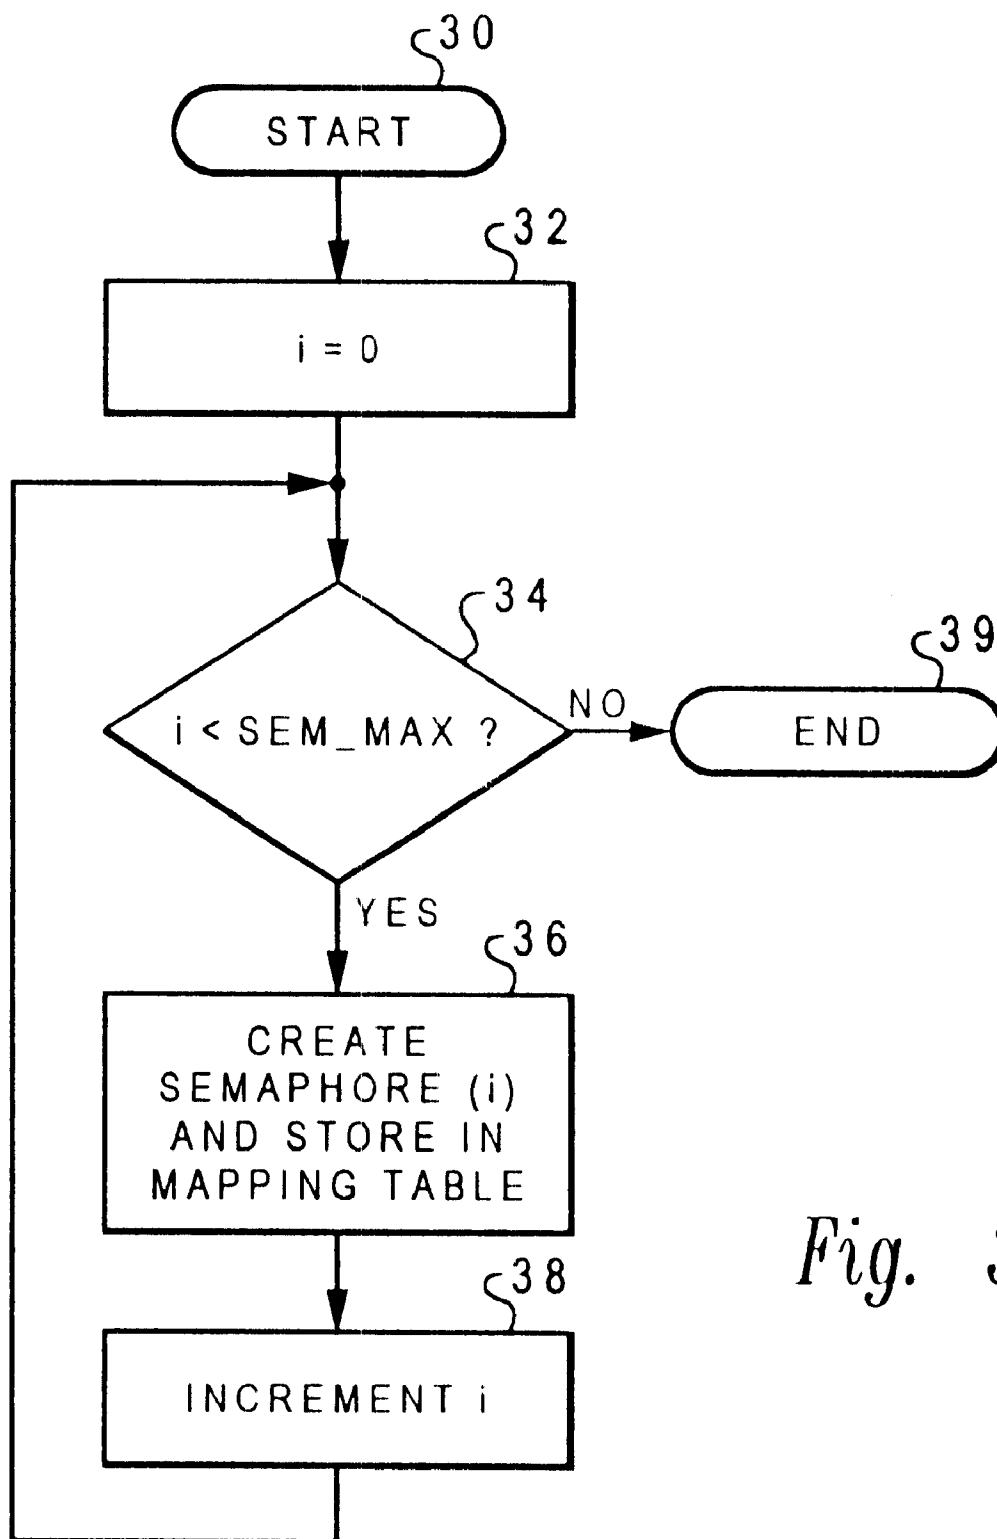 30
START
32
i = 0
34
i < SEM_MAX ?
NO
39
END
YES
36
CREATE
SEMAPHORE (i)
AND STORE IN
MAPPING TABLE
38
INCREMENT i
Fig.